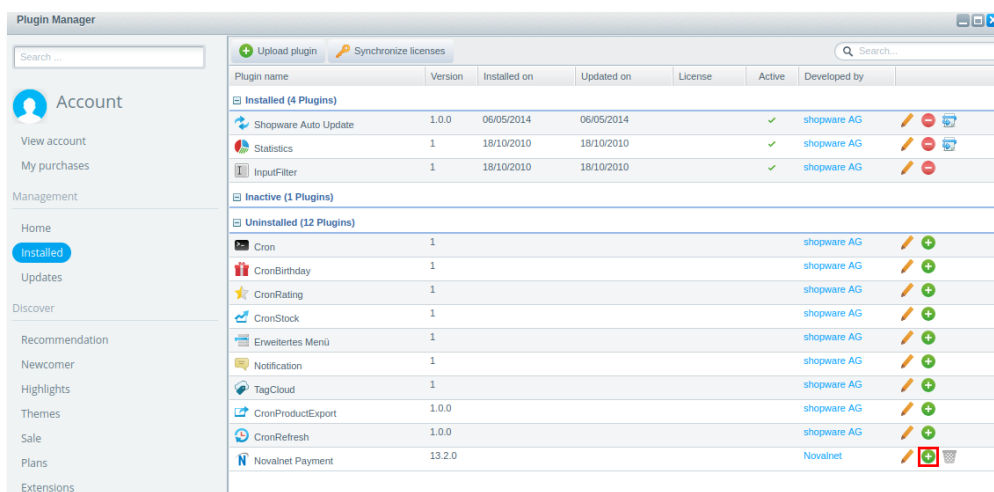 Plugin Manager
Search ...
Account
View account
My purchases
Management
Home
Installed
Updates
Discover
Recommendation
Newcomer
Highlights
Themes
Sale
Plans
Extensions
Upload plugin Synchronize licenses Search...
Plugin name Version Installed on Updated on License Active Developed by
Installed (4 Plugins)
Shopware Auto Update 1.0.0 06/05/2014 06/05/2014 shopware AG
Statistics 1 18/10/2010 18/10/2010 shopware AG
InputFilter 1 18/10/2010 18/10/2010 shopware AG
Inactive (1 Plugins)
Uninstalled (12 Plugins)
Cron 1 shopware AG
CronBirthday 1 shopware AG
CronRating 1 shopware AG
CronStock 1 shopware AG
Erweitertes Menü 1 shopware AG
Notification 1 shopware AG
TagCloud 1 shopware AG
CronProductExport 1.0.0 shopware AG
CronRefresh 1.0.0 shopware AG
Novalnet Payment 13.2.0 Novalnet